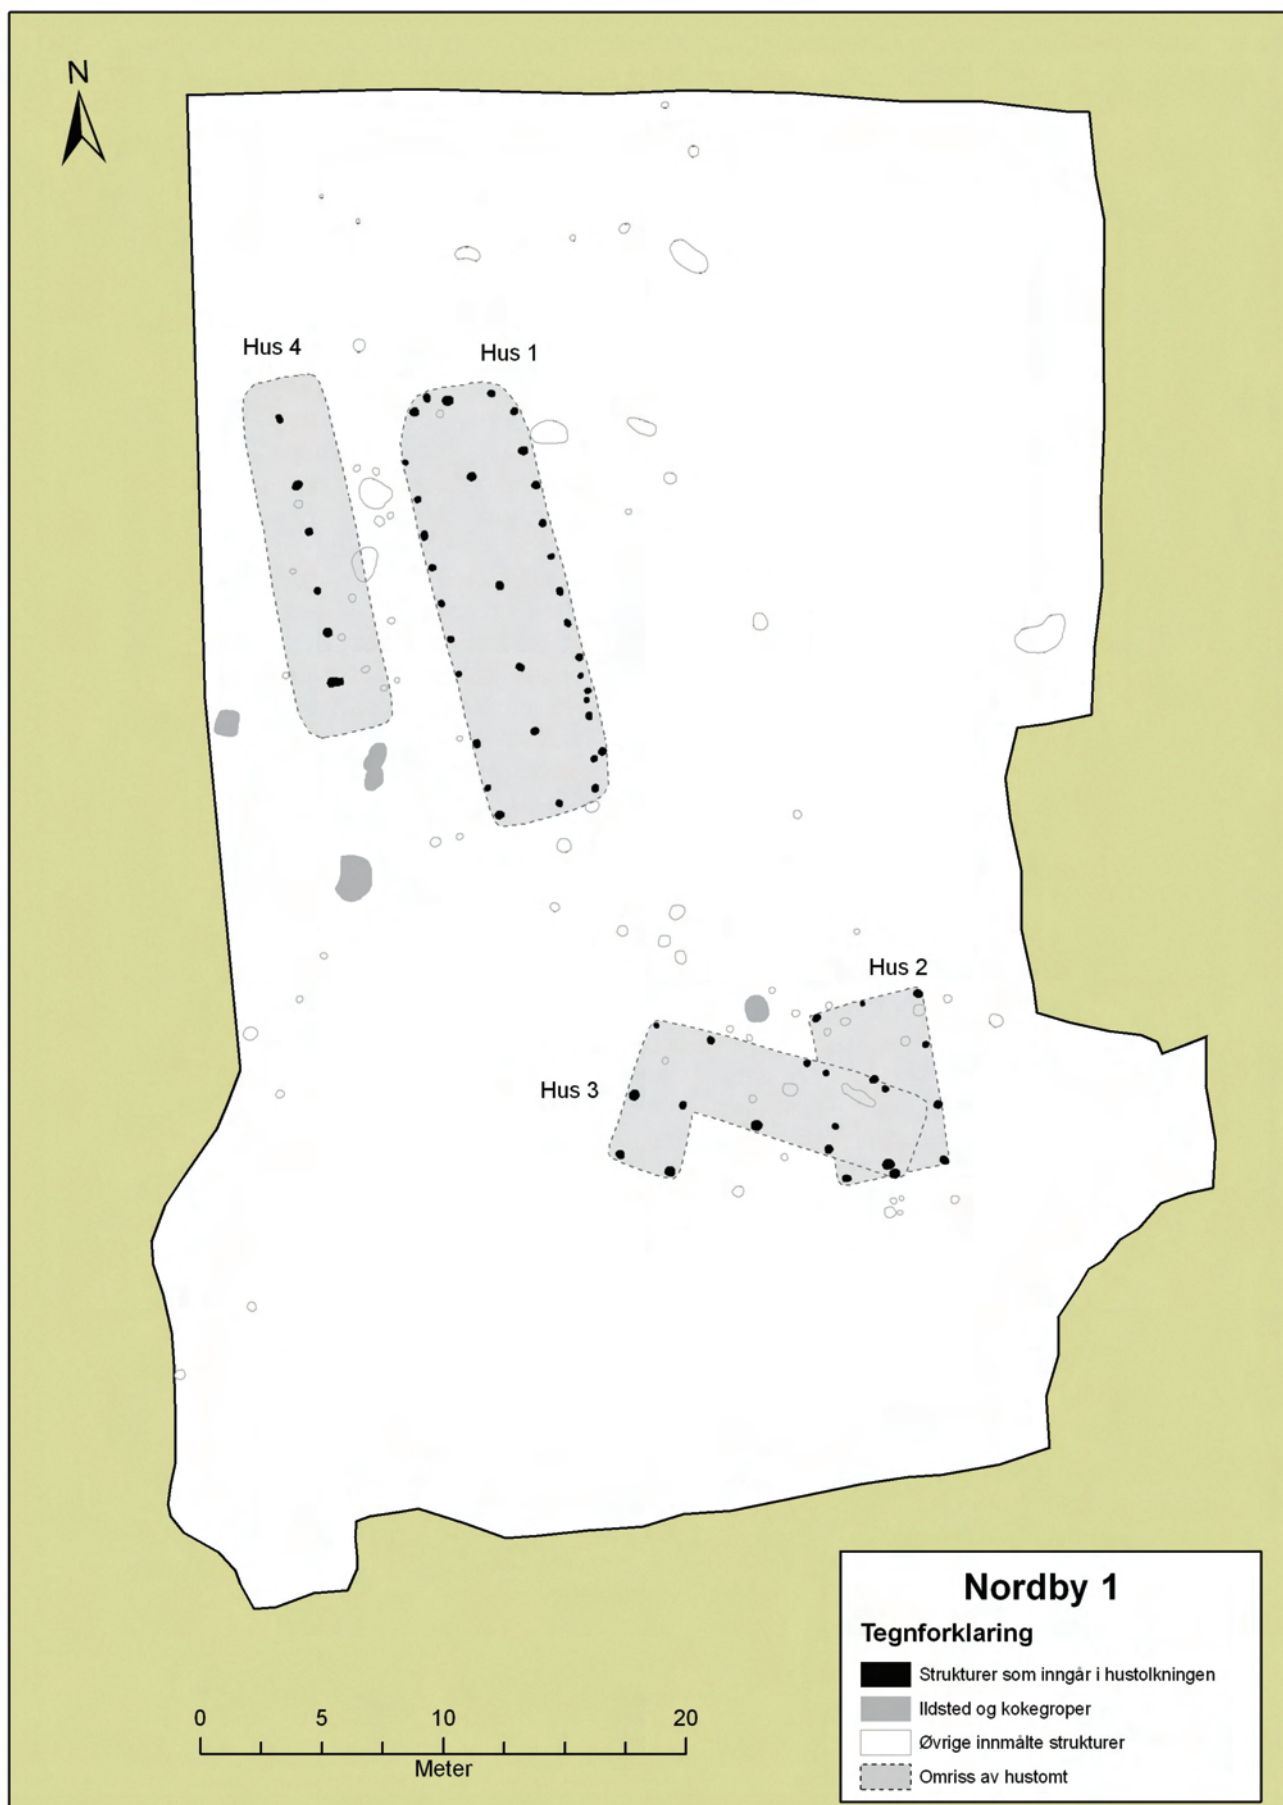 N
Hus 4
Hus 1
Hus 2
Hus 3
Nordby 1
Tegnforklaring
Strukturer som inngår i hustolkningen
Ildsted og kokegroper
Øvrige innmålte strukturer
Omriss av hustomt
0 5 10 20
Meter